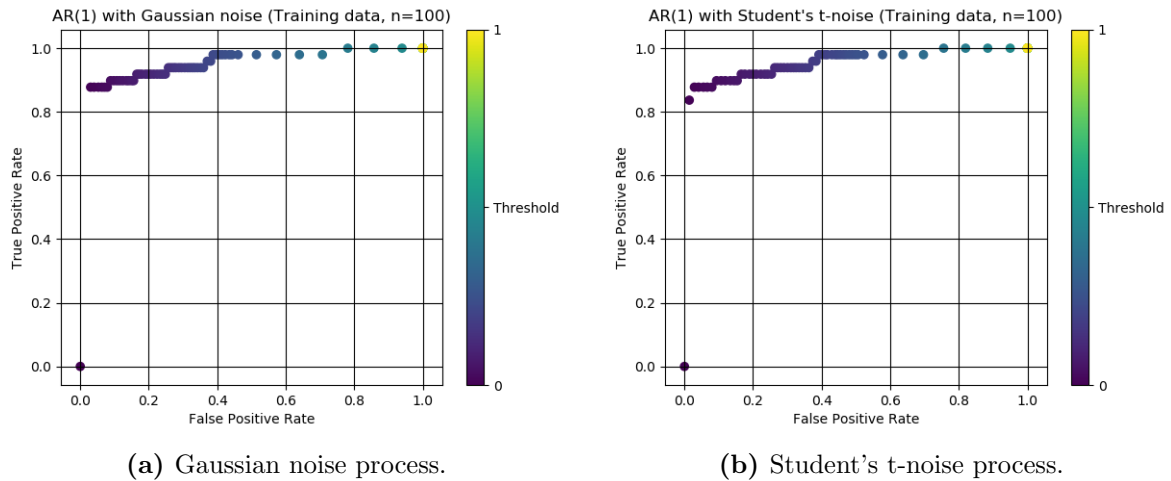 AR(1) with Gaussian noise (Training data, n=100)
1.0
0.8
0.6
0.4
0.2
0.0
True Positive Rate
0.0 0.2 0.4 0.6 0.8 1.0
False Positive Rate
1
Threshold
0
(a) Gaussian noise process.
AR(1) with Student's t-noise (Training data, n=100)
1.0
0.8
0.6
0.4
0.2
0.0
True Positive Rate
0.0 0.2 0.4 0.6 0.8 1.0
False Positive Rate
1
Threshold
0
(b) Student's t-noise process.